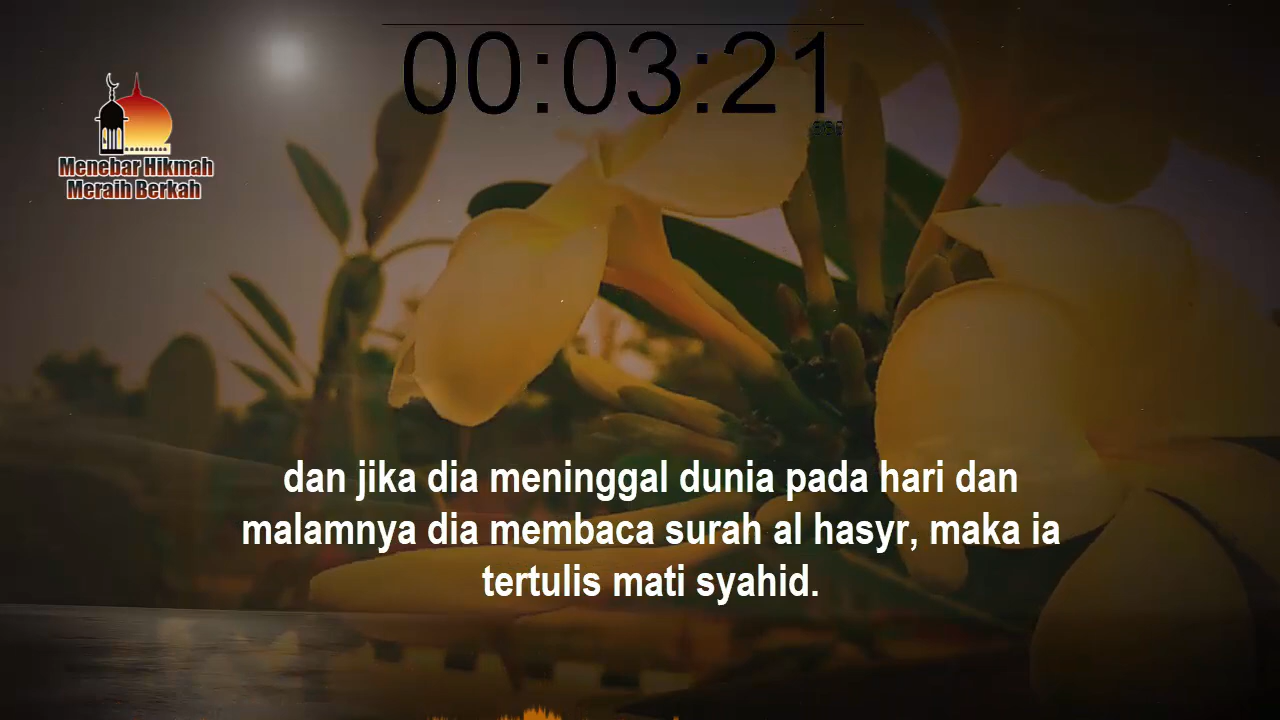 00:03:21
Menebar Hikmah
Meraih Berkah
dan jika dia meninggal dunia pada hari dan
malamnya dia membaca surah al hasyr, maka ia
tertulis mati syahid.